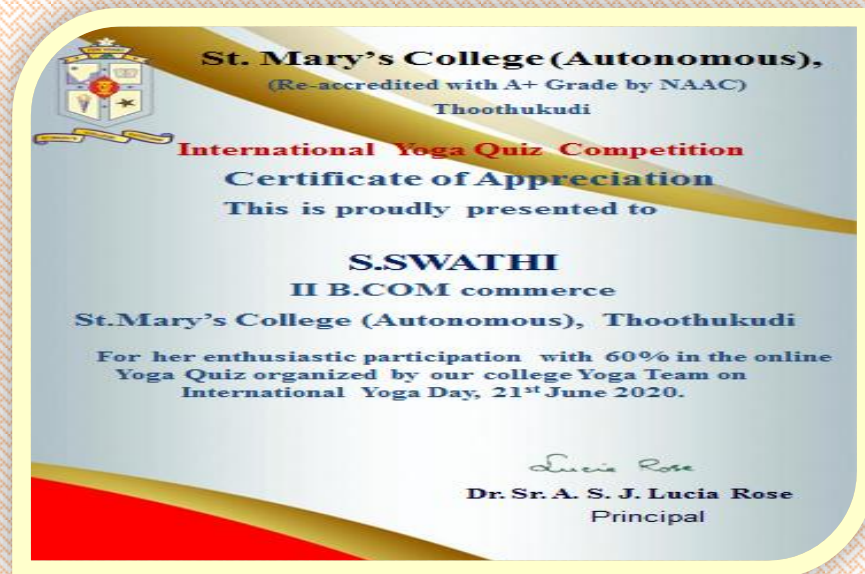 St. Mary's College (Autonomous),
(Re-accredited with A+ Grade by NAAC)
Thoothukudi
International Yoga Quiz Competition
Certificate of Appreciation
This is proudly presented to
S.SWATHI
II B.COM commerce
St.Mary's College (Autonomous), Thoothukudi
For her enthusiastic participation with 60% in the online
Yoga Quiz organized by our college Yoga Team on
International Yoga Day, 21st June 2020.
Lucia Rose
Dr. Sr. A. S. J. Lucia Rose
Principal